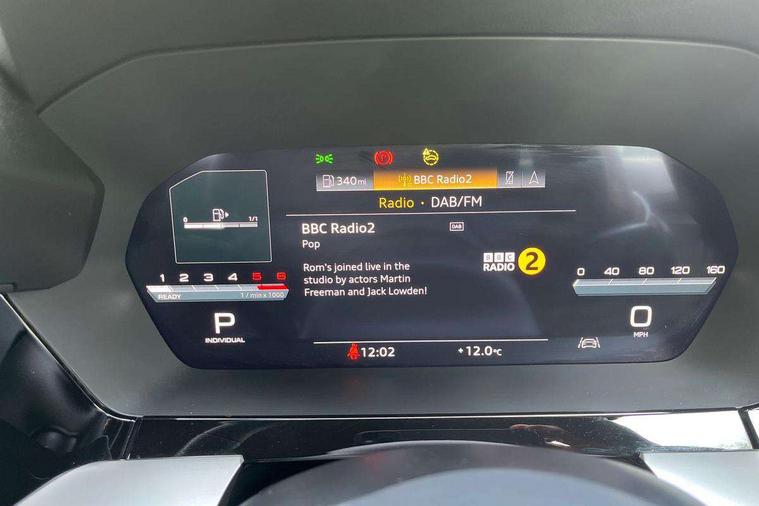 340mi
BBC Radio2
Radio · DAB/FM
0 1/1
BBC Radio2
DAB
Pop
Rom's joined live in the
studio by actors Martin
Freeman and Jack Lowden!
BBC
RADIO 2
1 2 3 4 5 6
READY 1 / min x 1000
0 40 80 120 160
P
INDIVIDUAL
0
MPH
12:02
+12.0°C